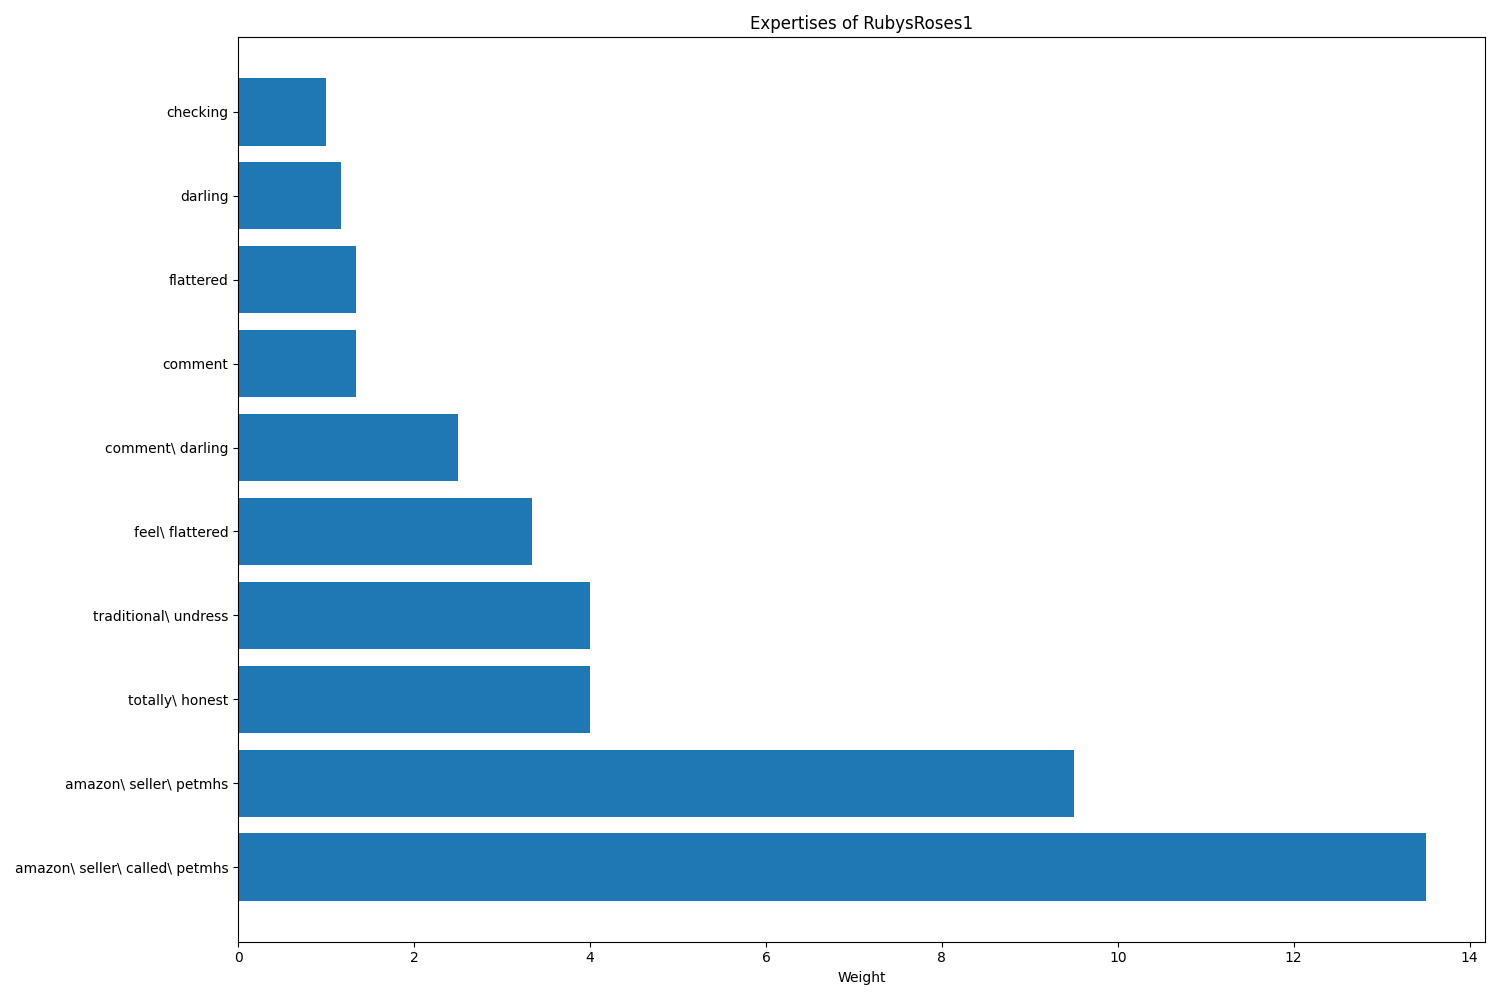 Expertises of RubysRoses1
checking
darling
flattered
comment
comment\ darling
feel\ flattered
traditional\ undress
totally\ honest
amazon\ seller\ petmhs
amazon\ seller\ called\ petmhs
0 2 4 6 8 10 12 14
Weight